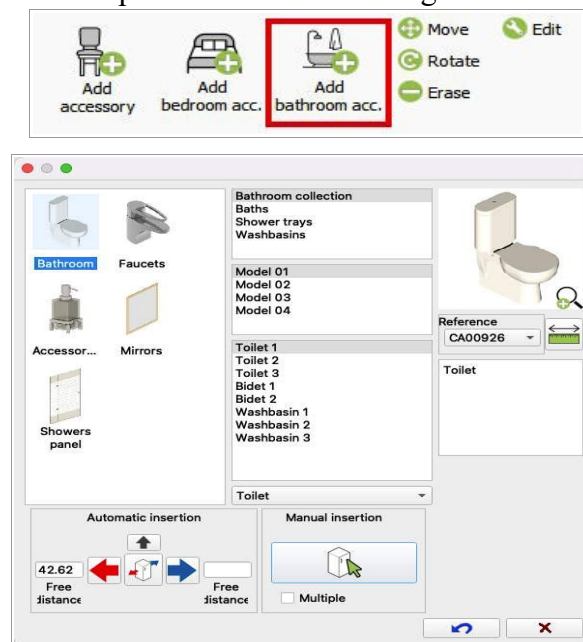 Move
Edit
Rotate
Add accessory
Add bedroom acc.
Add bathroom acc.
Erase
Bathroom
Faucets
Accessor...
Mirrors
Showers panel
Bathroom collection
Baths
Shower trays
Washbasins
Model 01
Model 02
Model 03
Model 04
Toilet 1
Toilet 2
Toilet 3
Bidet 1
Bidet 2
Washbasin 1
Washbasin 2
Washbasin 3
Toilet
Reference
CA00926
Toilet
Automatic insertion
42.62
Free distance
Free distance
Manual insertion
Multiple